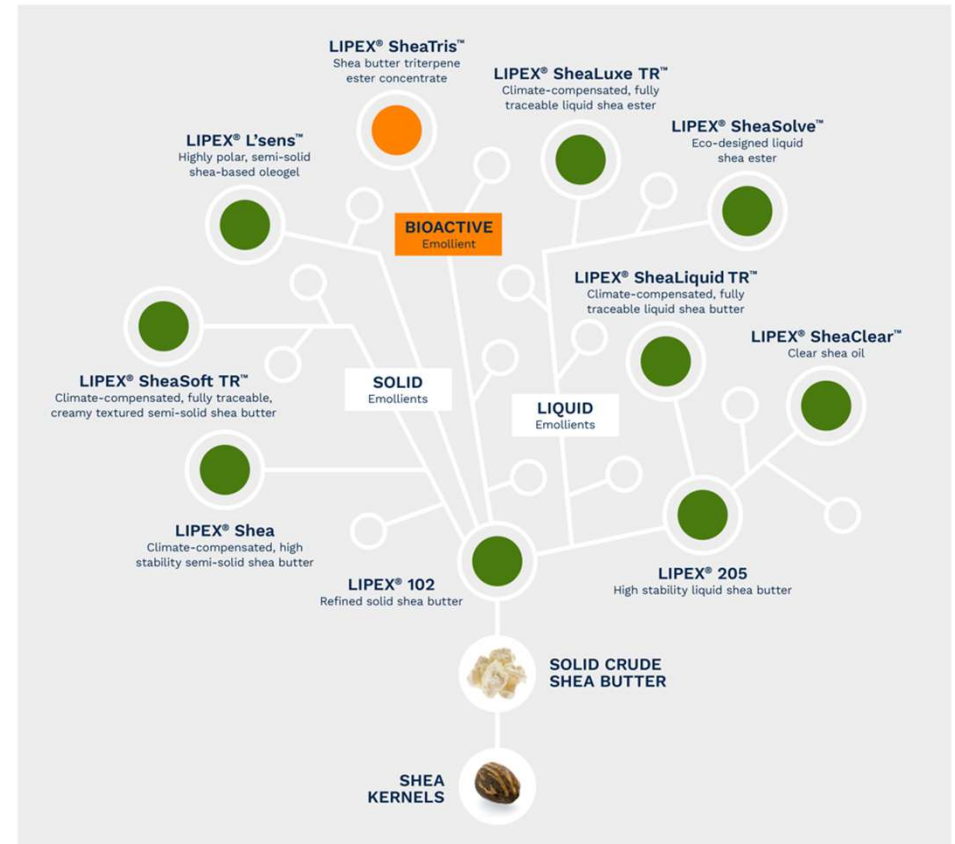 LIPEX® SheaTris™
Shea butter triterpene
ester concentrate
LIPEX® SheaLuxe TR™
Climate-compensated, fully
traceable liquid shea ester
LIPEX® SheaSolve™
Eco-designed liquid
shea ester
LIPEX® L'sens™
Highly polar, semi-solid
shea-based oleogel
BIOACTIVE
Emollient
LIPEX® SheaLiquid TR™
Climate-compensated, fully
traceable liquid shea butter
LIPEX® SheaClear™
Clear shea oil
LIPEX® SheaSoft TR™
Climate-compensated, fully traceable,
creamy textured semi-solid shea butter
SOLID
Emollients
LIQUID
Emollients
LIPEX® Shea
Climate-compensated, high
stability semi-solid shea butter
LIPEX® 102
Refined solid shea butter
LIPEX® 205
High stability liquid shea butter
SOLID CRUDE
SHEA BUTTER
SHEA
KERNELS